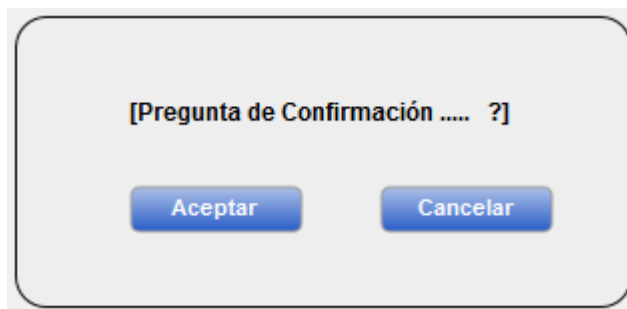 [Pregunta de Confirmación ..... ?]
Aceptar Cancelar